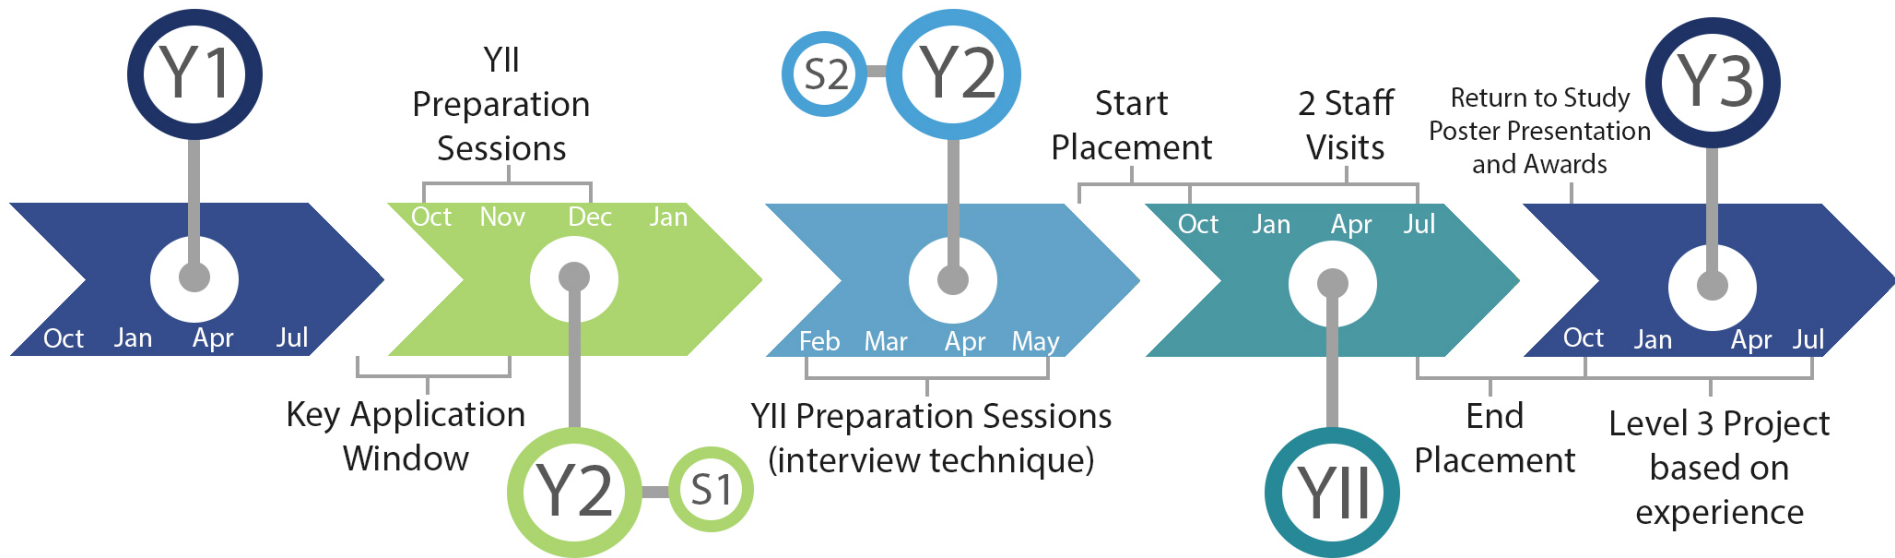 Y1
Oct Jan Apr Jul
Key Application
Window
YII
Preparation
Sessions
Oct Nov Dec Jan
Y2
S1
S2
Y2
Feb Mar Apr May
YII Preparation Sessions
(interview technique)
Start
Placement
2 Staff
Visits
Oct Jan Apr Jul
YII
End
Placement
Return to Study
Poster Presentation
and Awards
Y3
Oct Jan Apr Jul
Level 3 Project
based on
experience